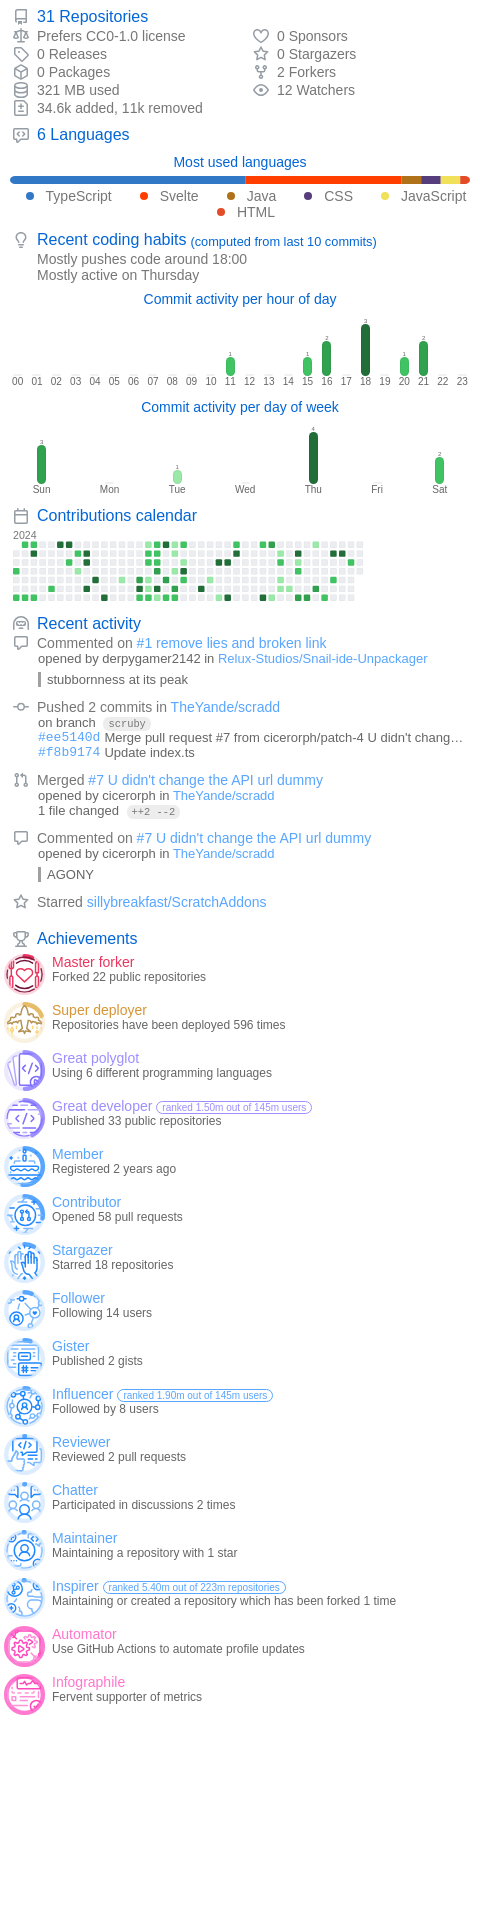 31 Repositories
Prefers CC0-1.0 license
0 Sponsors
0 Releases
0 Stargazers
0 Packages
2 Forkers
321 MB used
12 Watchers
34.6k added, 11k removed
6 Languages
Most used languages
TypeScript Svelte Java CSS JavaScript
HTML
Recent coding habits (computed from last 10 commits)
Mostly pushes code around 18:00
Mostly active on Thursday
Commit activity per hour of day
1 1 2 3 1 2
00 01 02 03 04 05 06 07 08 09 10 11 12 13 14 15 16 17 18 19 20 21 22 23
Commit activity per day of week
3 1 4 2
Sun Mon Tue Wed Thu Fri Sat
Contributions calendar
2024
Recent activity
Commented on #1 remove lies and broken link
opened by derpygamer2142 in Relux-Studios/Snail-ide-Unpackager
stubbornness at its peak
Pushed 2 commits in TheYande/scradd
on branch scruby
#ee5140d Merge pull request #7 from cicerorph/patch-4 U didn't chang…
#f8b9174 Update index.ts
Merged #7 U didn't change the API url dummy
opened by cicerorph in TheYande/scradd
1 file changed ++2 --2
Commented on #7 U didn't change the API url dummy
opened by cicerorph in TheYande/scradd
AGONY
Starred sillybreakfast/ScratchAddons
Achievements
Master forker
Forked 22 public repositories
Super deployer
Repositories have been deployed 596 times
Great polyglot
Using 6 different programming languages
Great developer ranked 1.50m out of 145m users
Published 33 public repositories
Member
Registered 2 years ago
Contributor
Opened 58 pull requests
Stargazer
Starred 18 repositories
Follower
Following 14 users
Gister
Published 2 gists
Influencer ranked 1.90m out of 145m users
Followed by 8 users
Reviewer
Reviewed 2 pull requests
Chatter
Participated in discussions 2 times
Maintainer
Maintaining a repository with 1 star
Inspirer ranked 5.40m out of 223m repositories
Maintaining or created a repository which has been forked 1 time
Automator
Use GitHub Actions to automate profile updates
Infographile
Fervent supporter of metrics